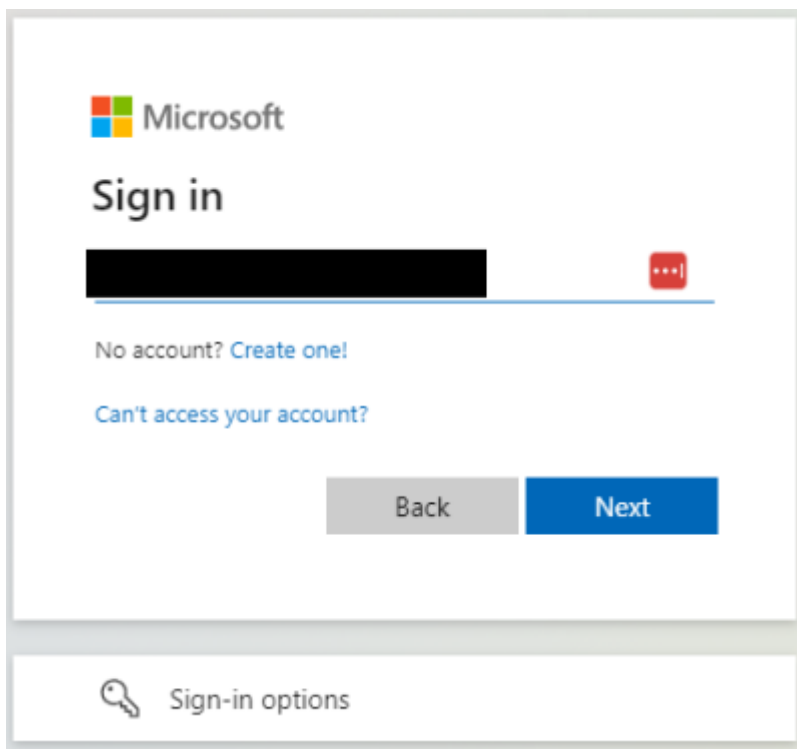 Microsoft
Sign in
No account? Create one!
Can't access your account?
Back Next
Sign-in options